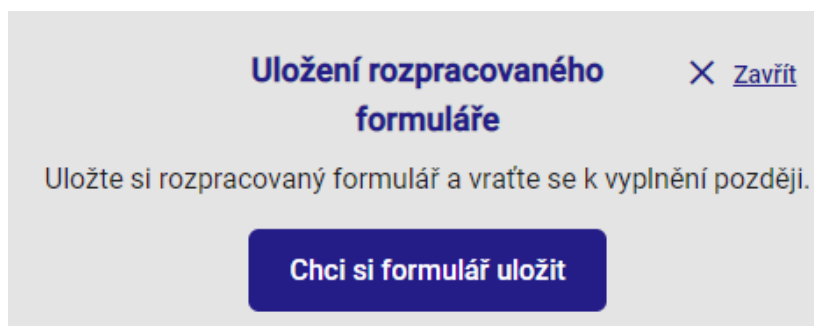 Uložení rozpracovaného
formuláře
Zavřít
Uložte si rozpracovaný formulář a vraťte se k vyplnění později.
Chci si formulář uložit